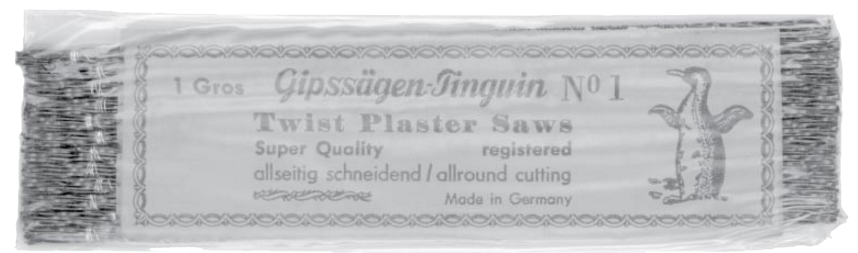 1 Gros Gipssägen-Pinguin Nº 1
Twist Plaster Saws
Super Quality registered
allseitig schneidend / allround cutting
Made in Germany